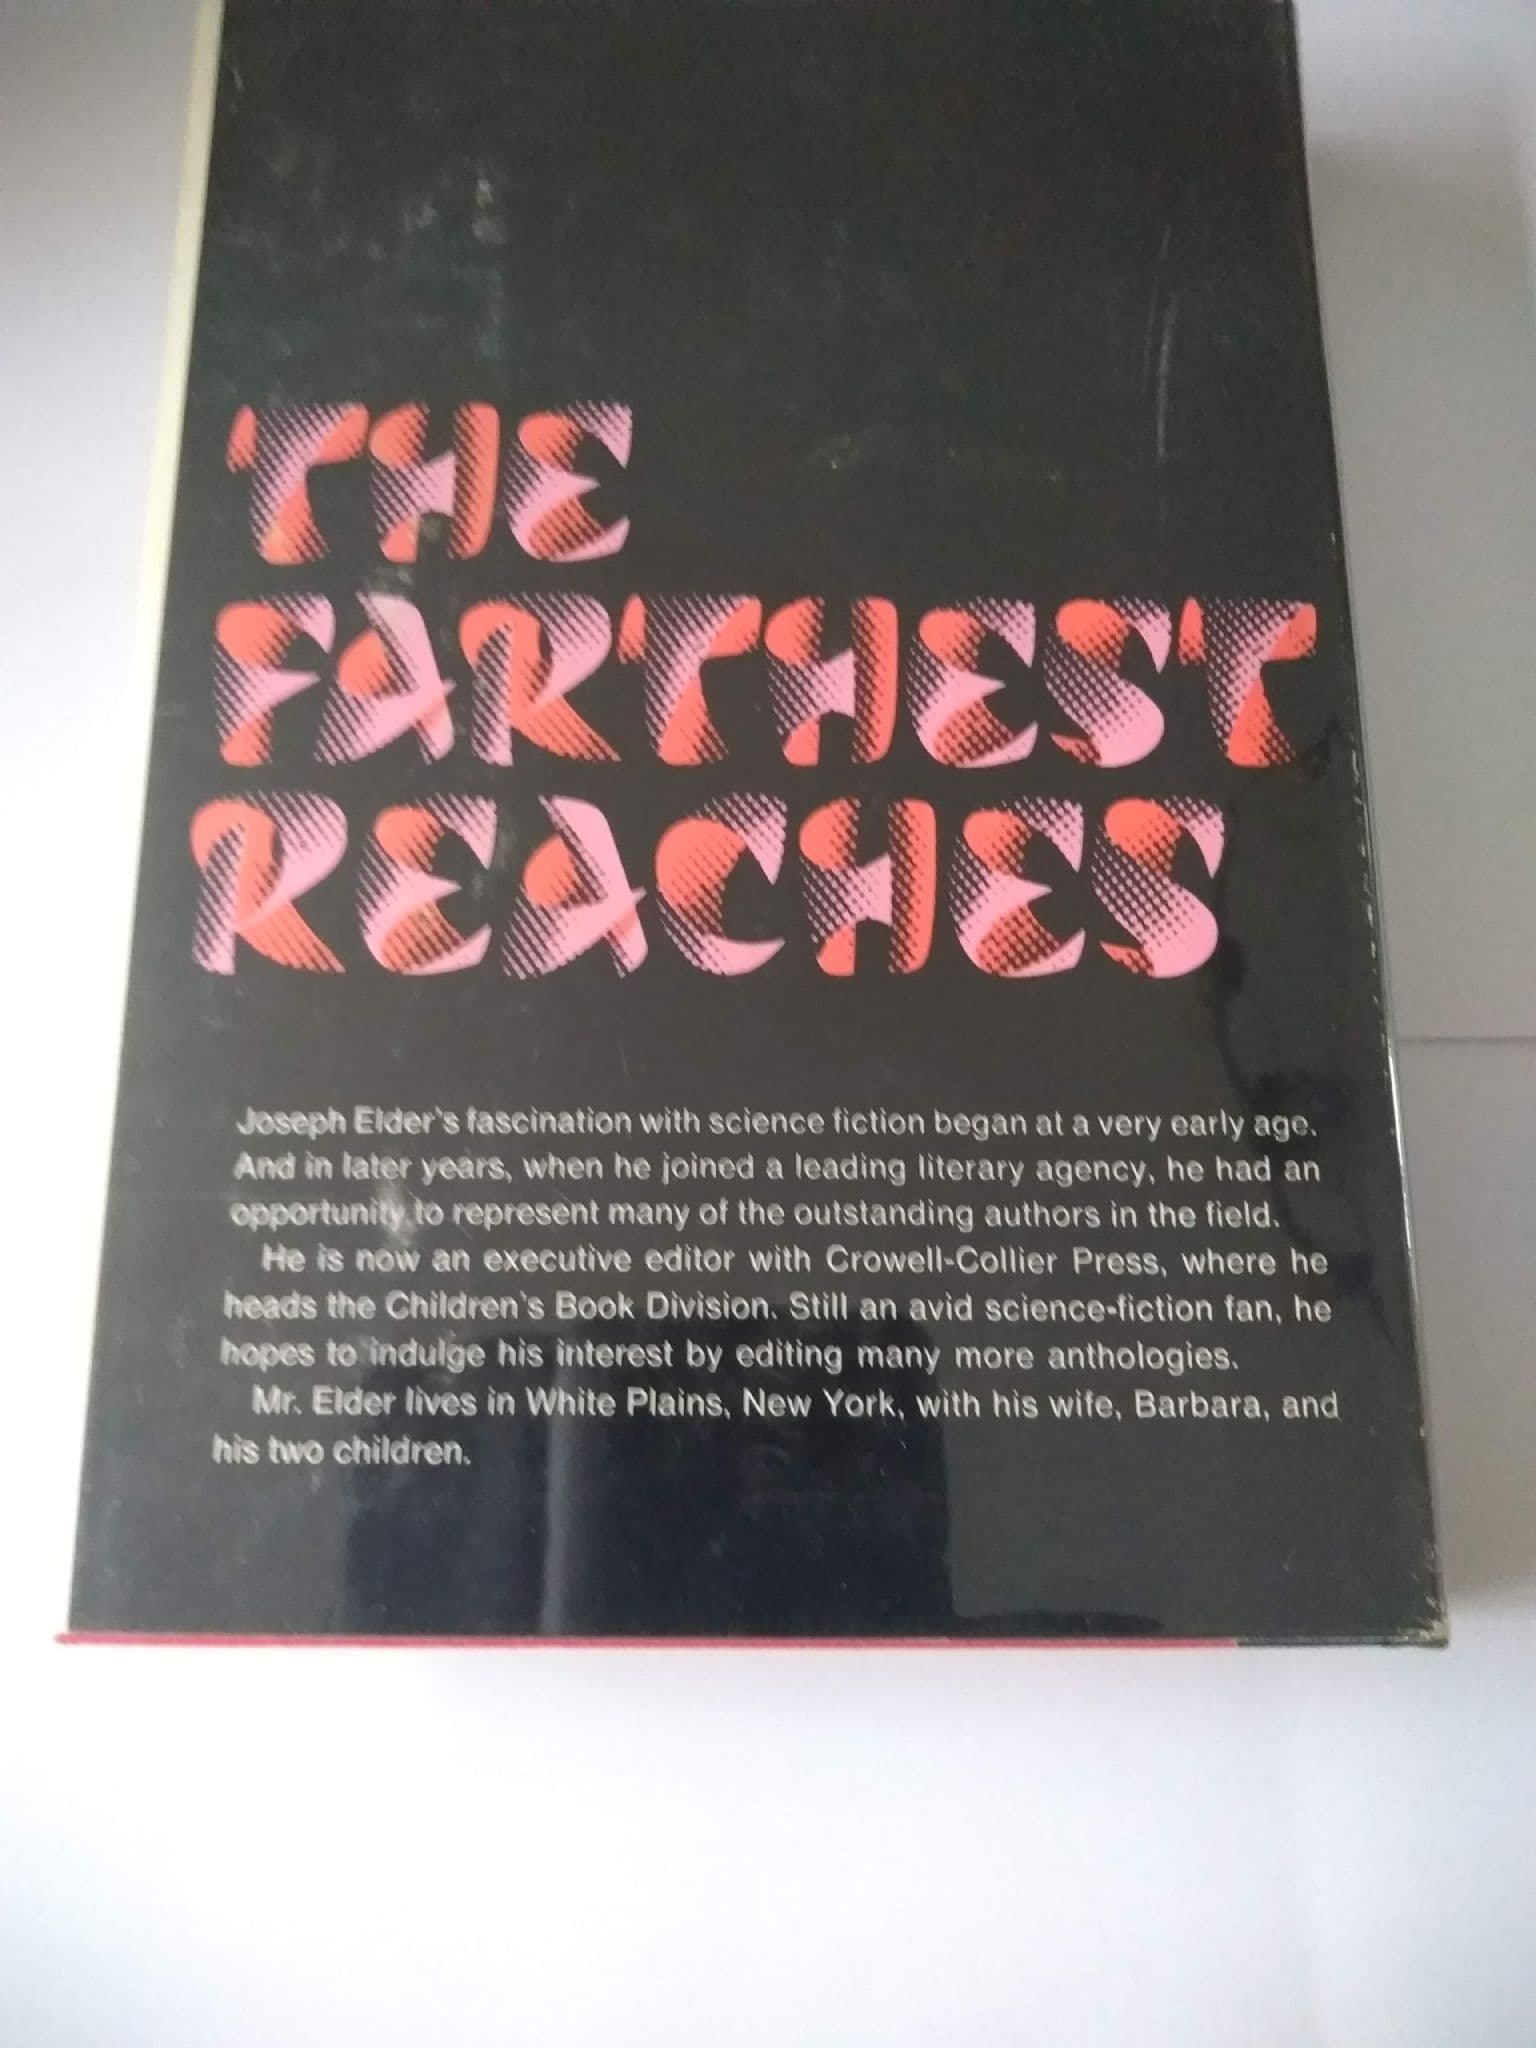 THE
FARTHEST
REACHES
Joseph Elder's fascination with science fiction began at a very early age.
And in later years, when he joined a leading literary agency, he had an
opportunity to represent many of the outstanding authors in the field.
He is now an executive editor with Crowell-Collier Press, where he
heads the Children's Book Division. Still an avid science-fiction fan, he
hopes to indulge his interest by editing many more anthologies.
Mr. Elder lives in White Plains, New York, with his wife, Barbara, and
his two children.